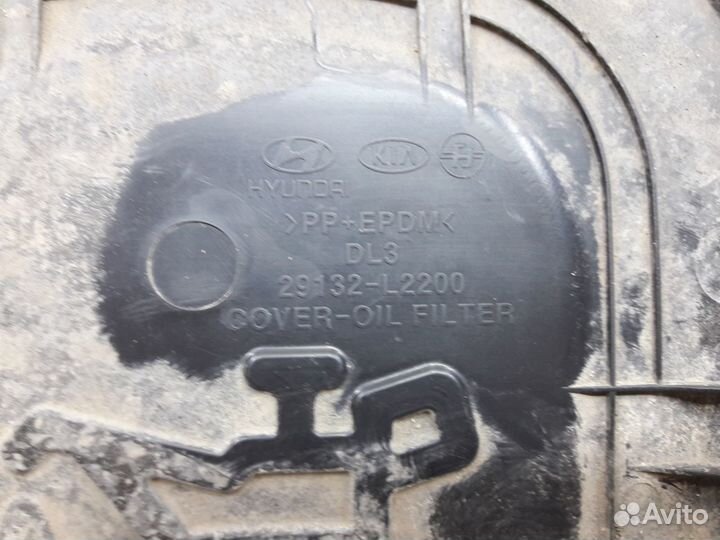 HYUNDAI KIA
>PP+EPDM<
DL3
29132-L2200
COVER-OIL FILTER
Avito